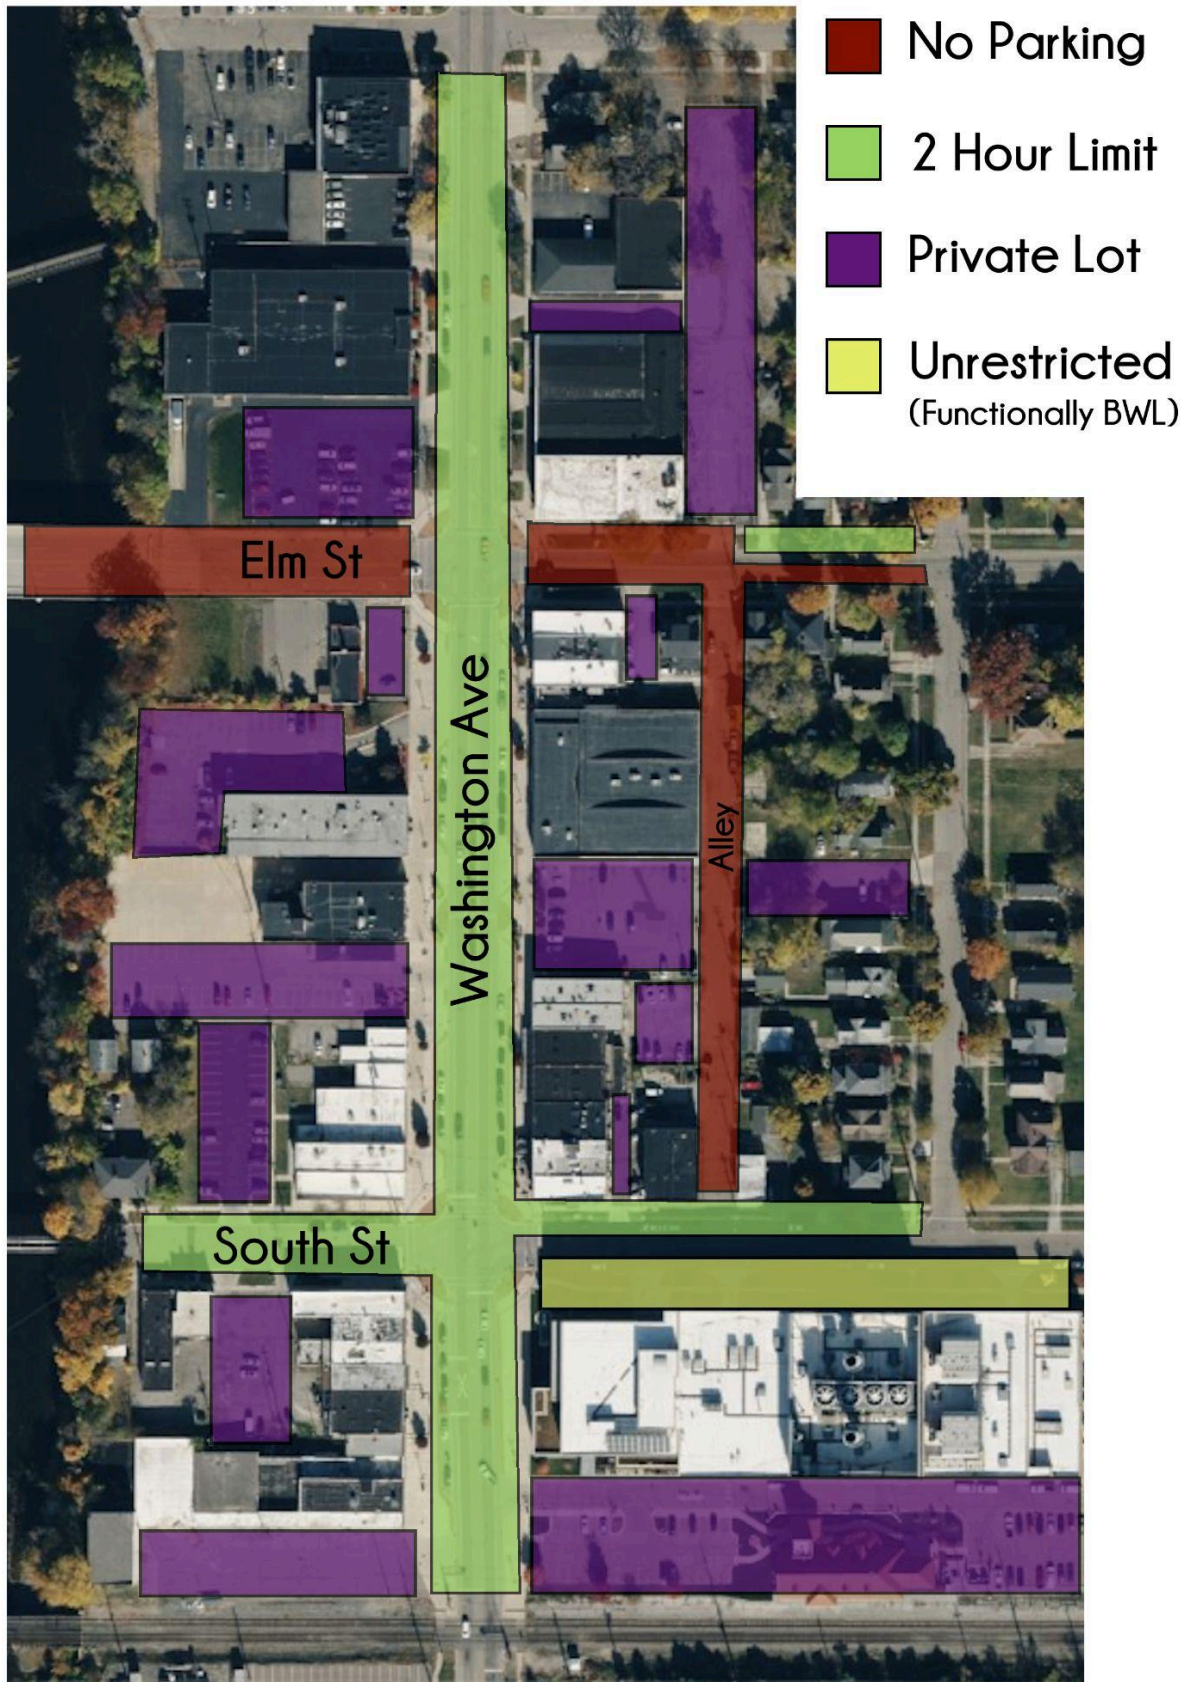 No Parking
2 Hour Limit
Private Lot
Unrestricted
(Functionally BWL)
Elm St
Washington Ave
Alley
South St